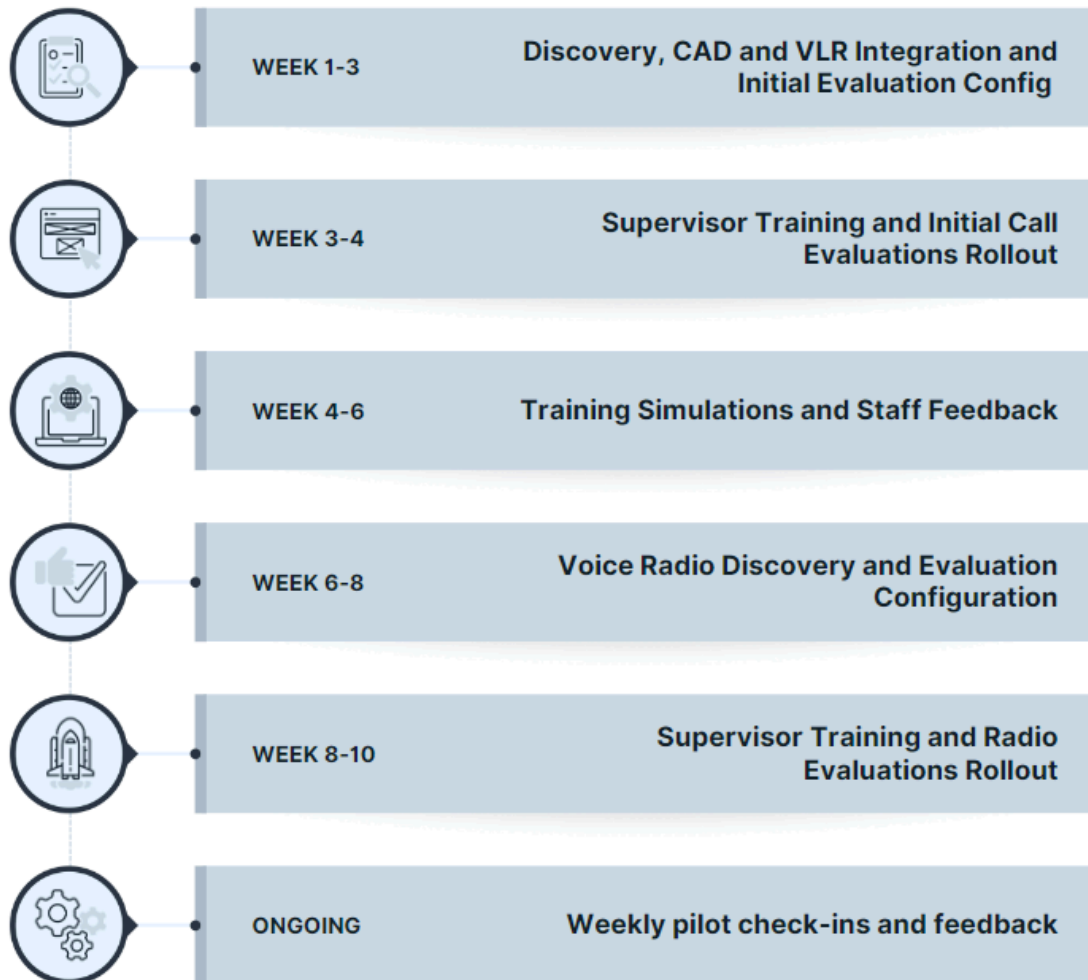 WEEK 1-3
Discovery, CAD and VLR Integration and
Initial Evaluation Config
WEEK 3-4
Supervisor Training and Initial Call
Evaluations Rollout
WEEK 4-6
Training Simulations and Staff Feedback
WEEK 6-8
Voice Radio Discovery and Evaluation
Configuration
WEEK 8-10
Supervisor Training and Radio
Evaluations Rollout
ONGOING
Weekly pilot check-ins and feedback